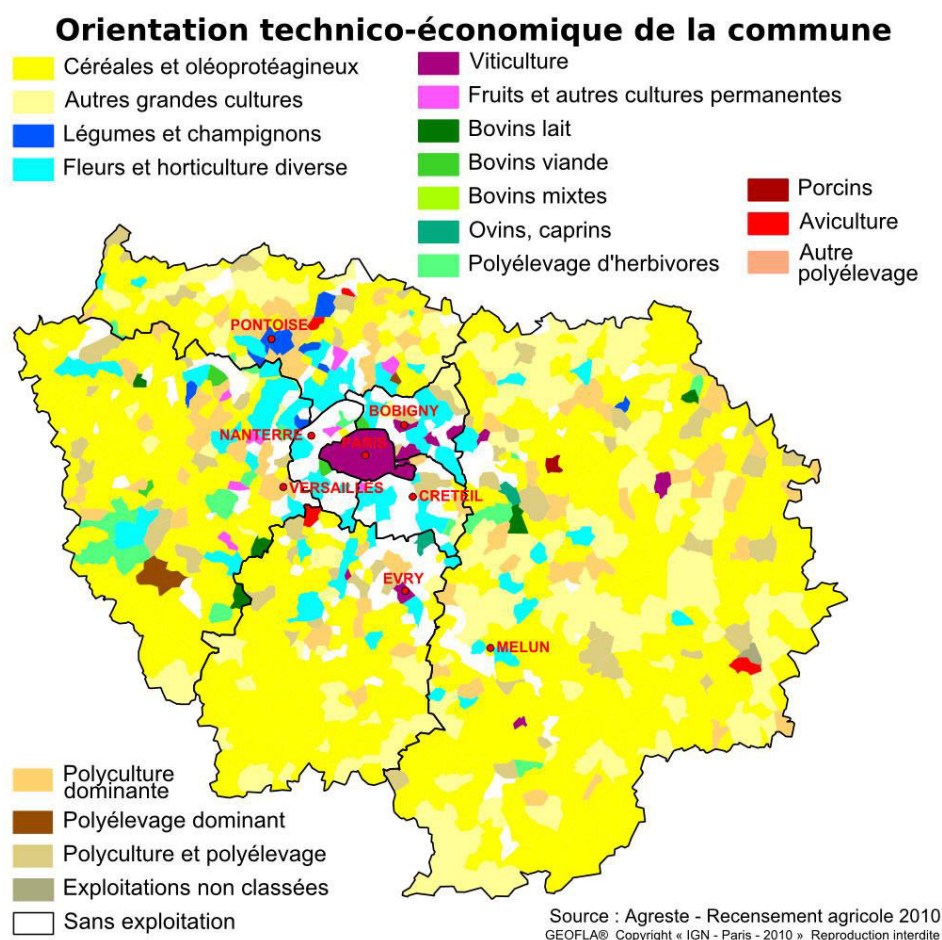 Orientation technico-économique de la commune
Céréales et oléoprotéagineux
Autres grandes cultures
Légumes et champignons
Fleurs et horticulture diverse
Viticulture
Fruits et autres cultures permanentes
Bovins lait
Bovins viande
Bovins mixtes
Ovins, caprins
Polyélevage d'herbivores
Porcins
Aviculture
Autre
polyélevage
PONTOISE
BOBIGNY
NANTERRE
PARIS
VERSAILLES
CRETEIL
EVRY
MELUN
Polyculture
dominante
Polyélevage dominant
Polyculture et polyélevage
Exploitations non classées
Sans exploitation
Source : Agreste - Recensement agricole 2010
GEOFLA® Copyright « IGN - Paris - 2010 » Reproduction interdite